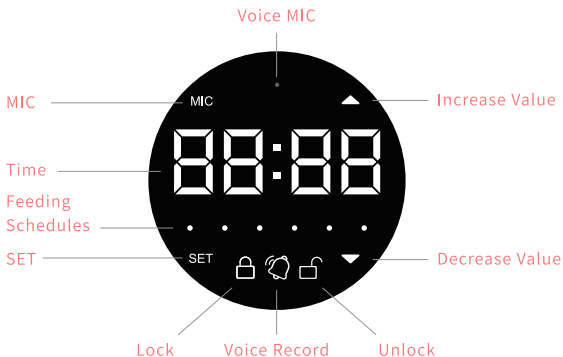 Voice MIC
MIC
MIC
Increase Value
Time
88:88
Feeding
Schedules
SET
SET
Decrease Value
Lock
Voice Record
Unlock